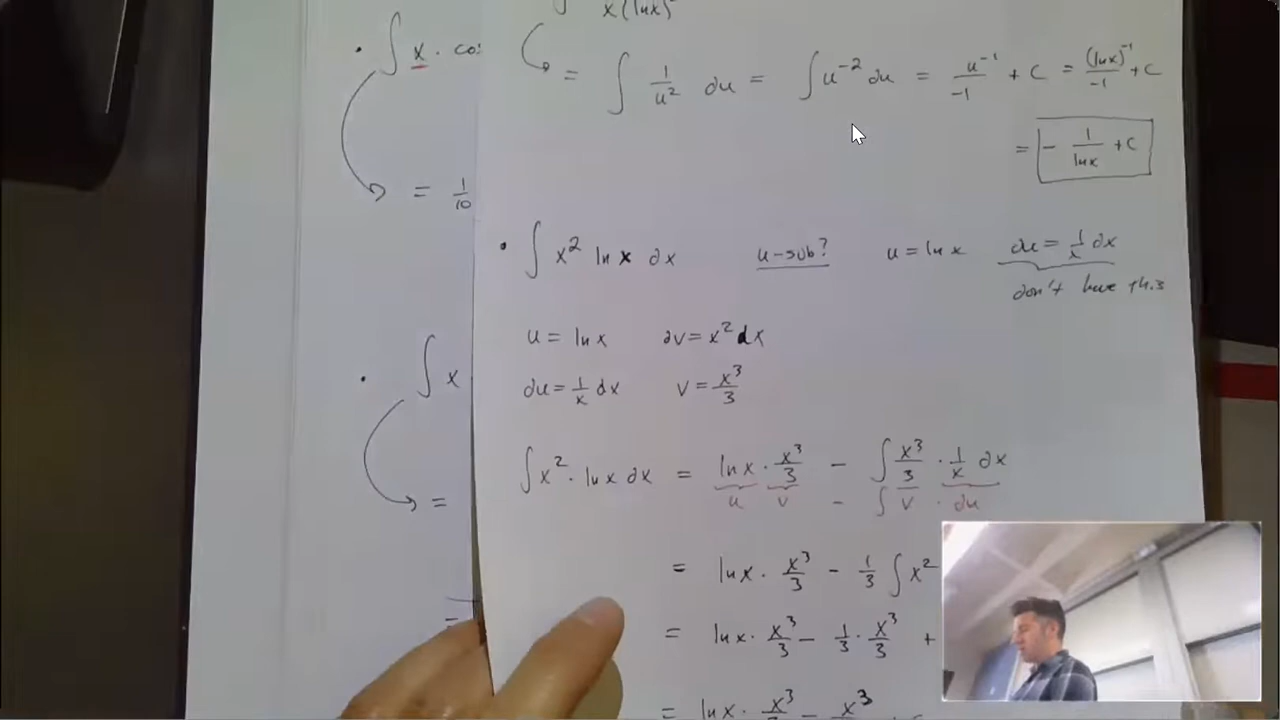 ∫ x · cos
= 1/10
∫ x
=
x(lnx)
= ∫ 1/u² du = ∫ u⁻² du = u⁻¹/-1 + C = (lnx)⁻¹/-1 + C
= - 1/lnx + C
• ∫ x² ln x dx u-sub? u = ln x du = 1/x dx
don't have this
u = ln x dv = x² dx
du = 1/x dx v = x³/3
∫ x² · ln x dx = ln x · x³/3 - ∫ x³/3 · 1/x dx
u v - ∫ v · du
= ln x · x³/3 - 1/3 ∫ x²
= ln x · x³/3 - 1/3 · x³/3 +
= ln x · x³/3 - x³